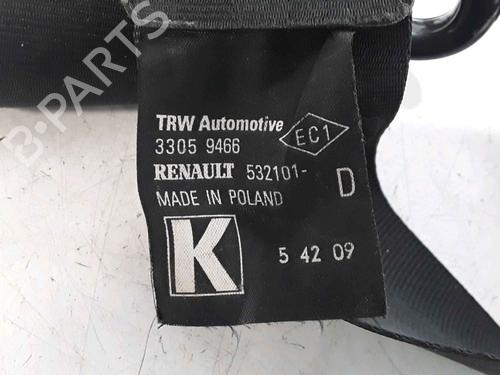 B-PARTS
TRW Automotive
EC1
3305 9466
RENAULT 532101- D
MADE IN POLAND
K
5 42 09